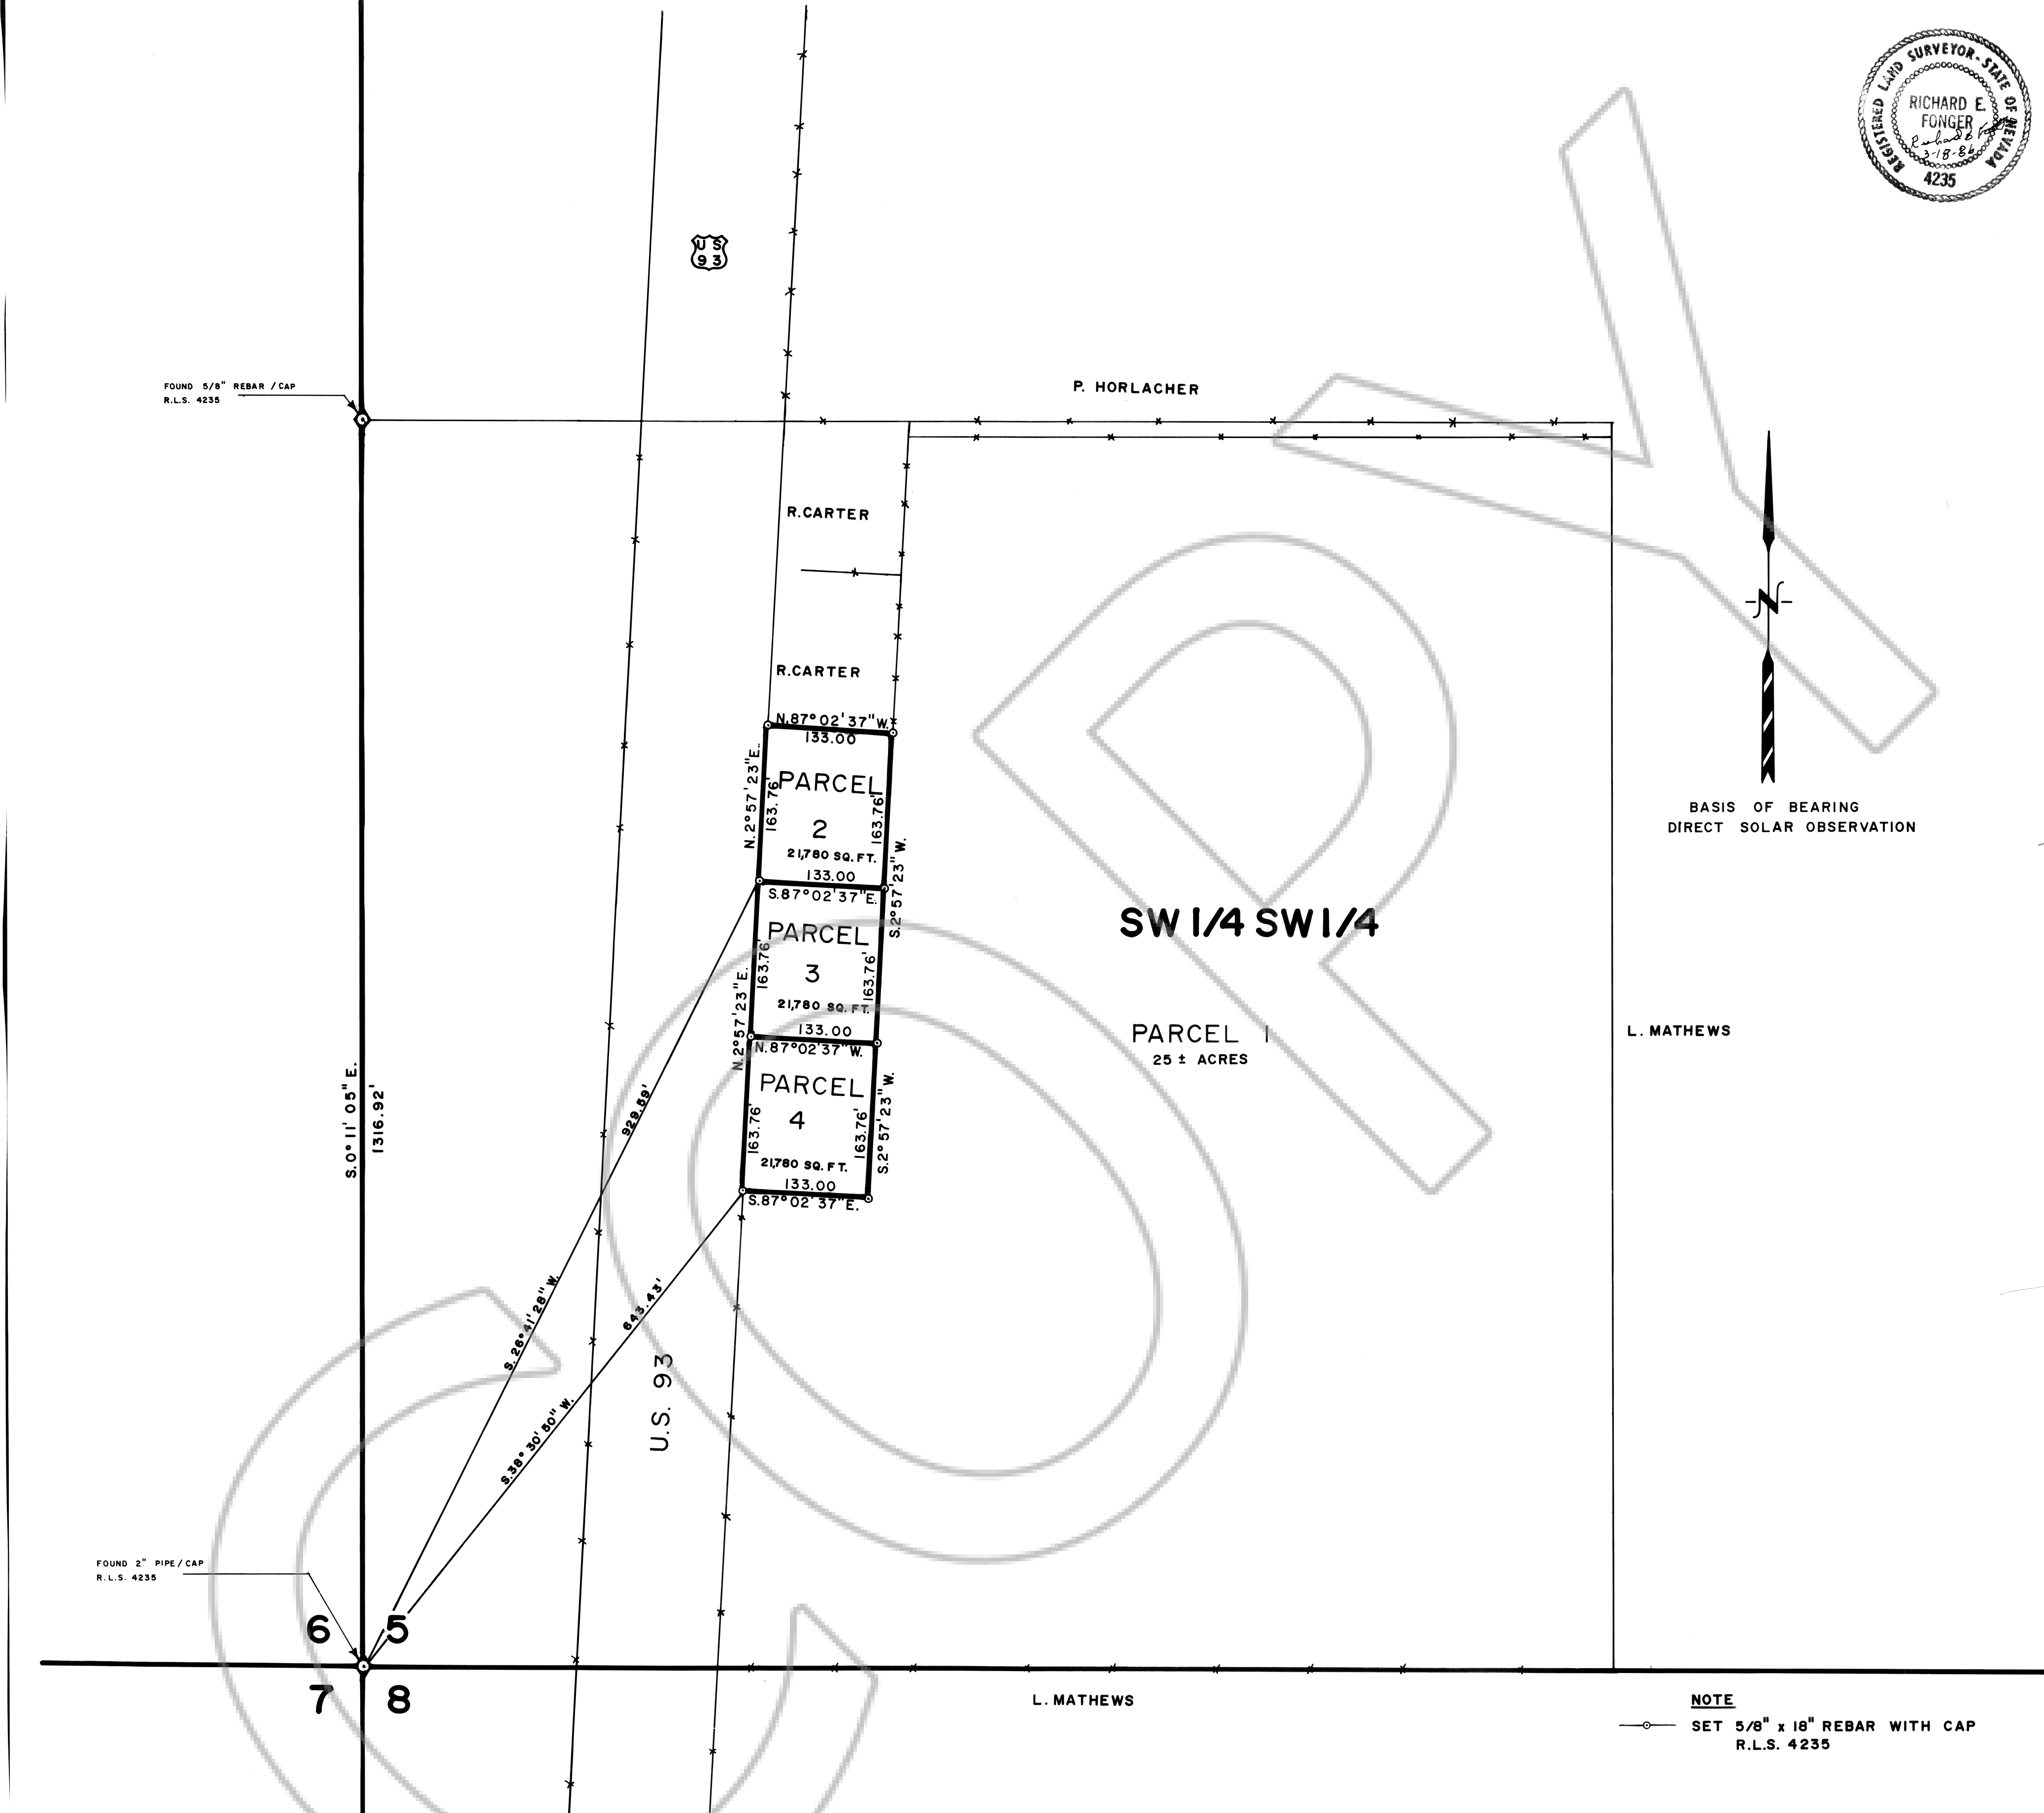 REGISTERED LAND SURVEYOR - STATE OF NEVADA
RICHARD E.
FONGER
3-18-86
4235
US
93
FOUND 5/8" REBAR / CAP
R.L.S. 4235
P. HORLACHER
R. CARTER
R. CARTER
N. 87° 02' 37" W.
133.00
N. 2° 57' 23" E.
163.76'
PARCEL
2
163.76'
21,780 SQ. FT.
133.00
S. 87° 02' 37" E.
S. 2° 57' 23" W.
PARCEL
3
163.76'
163.76'
21,780 SQ. FT.
133.00
N. 87° 02' 37" W.
N. 2° 57' 23" E.
PARCEL
4
163.76'
163.76'
21,780 SQ. FT.
133.00
S. 87° 02' 37" E.
S. 2° 57' 23" W.
BASIS OF BEARING
DIRECT SOLAR OBSERVATION
N
SW 1/4 SW 1/4
PARCEL 1
25 ± ACRES
L. MATHEWS
S. 0° 11' 05" E.
1316.92'
929.59'
S. 26° 41' 28" W.
643.43'
S. 38° 30' 50" W.
U.S. 93
FOUND 2" PIPE / CAP
R.L.S. 4235
6 5
7 8
L. MATHEWS
NOTE
SET 5/8" x 18" REBAR WITH CAP
R.L.S. 4235
COPY